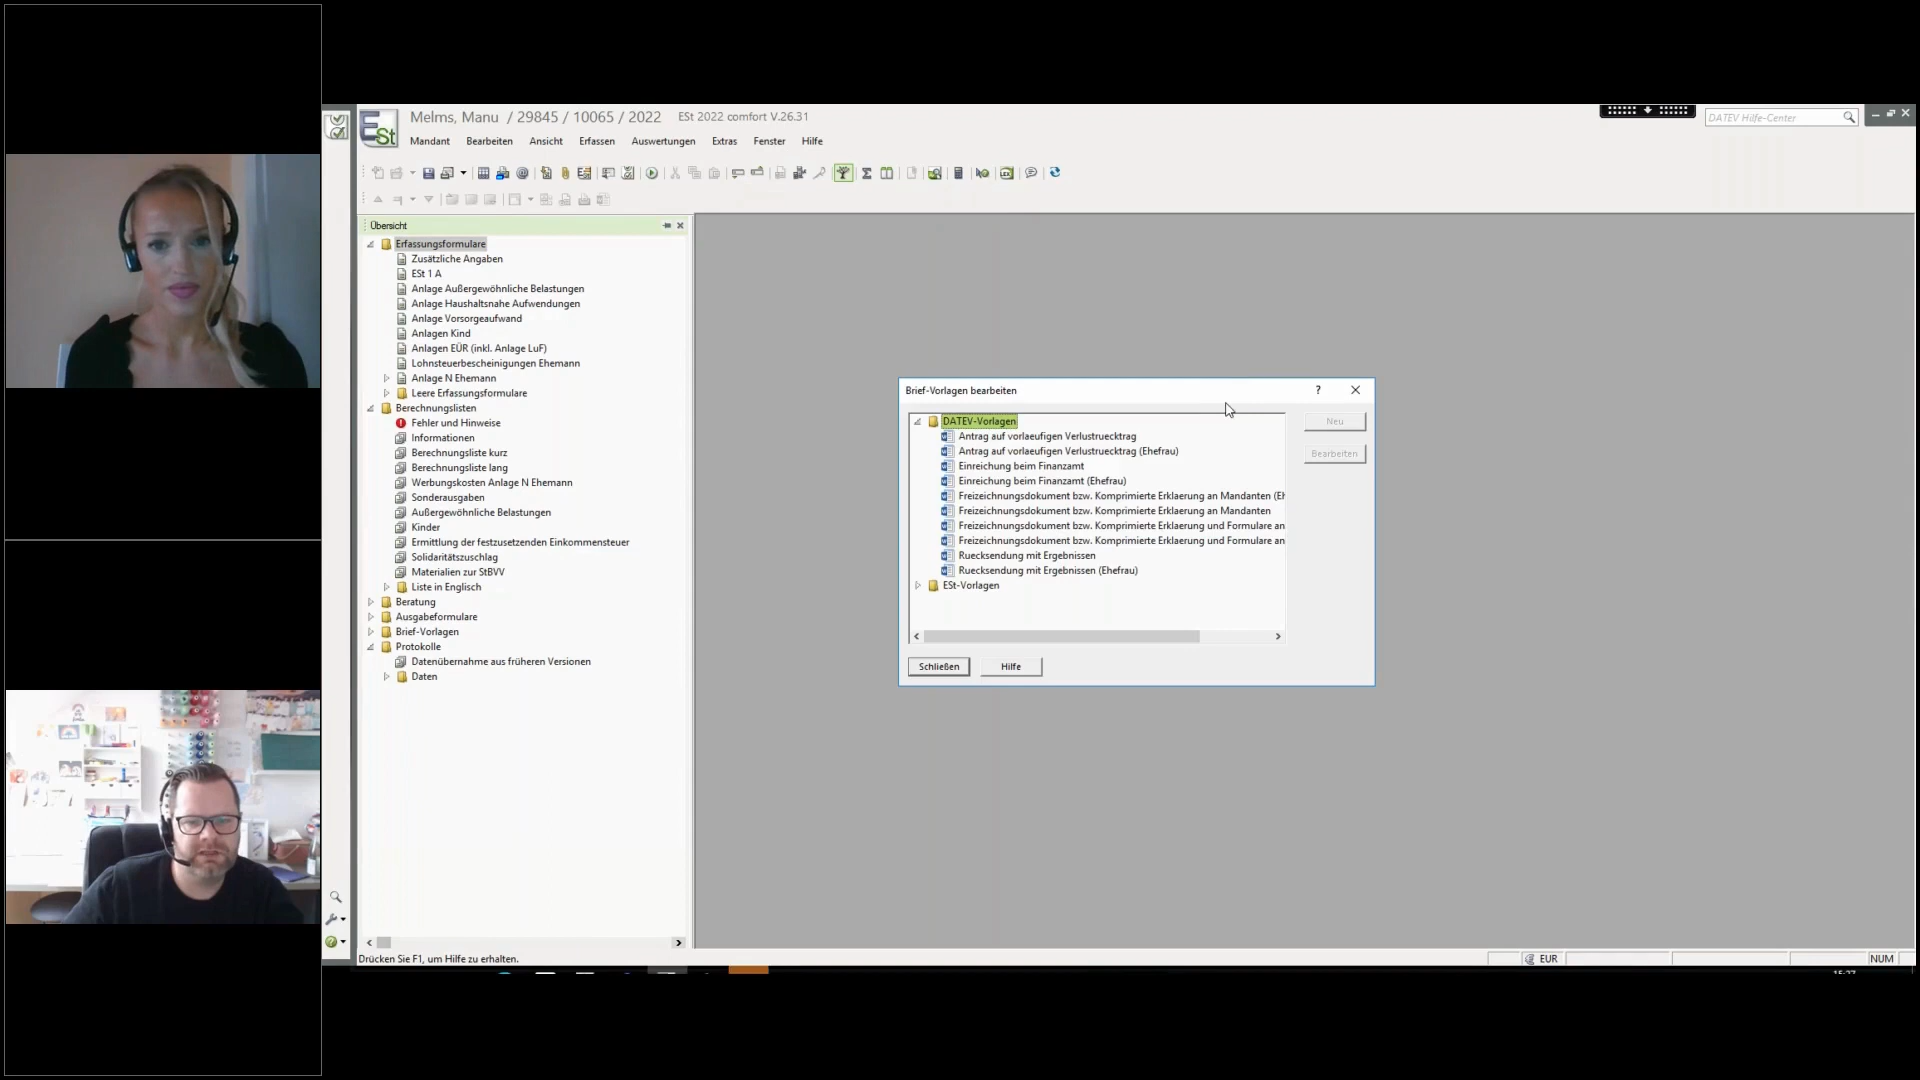 Melms, Manu / 29845 / 10065 / 2022
ESt 2022 comfort V.26.31
DATEV Hilfe-Center
ESt
Mandant Bearbeiten Ansicht Erfassen Auswertungen Extras Fenster Hilfe
Übersicht
Erfassungsformulare
Zusätzliche Angaben
ESt 1 A
Anlage Außergewöhnliche Belastungen
Anlage Haushaltsnahe Aufwendungen
Anlage Vorsorgeaufwand
Anlagen Kind
Anlagen EÜR (inkl. Anlage LuF)
Lohnsteuerbescheinigungen Ehemann
Anlage N Ehemann
Leere Erfassungsformulare
Berechnungslisten
Fehler und Hinweise
Informationen
Berechnungsliste kurz
Berechnungsliste lang
Werbungskosten Anlage N Ehemann
Sonderausgaben
Außergewöhnliche Belastungen
Kinder
Ermittlung der festzusetzenden Einkommensteuer
Solidaritätszuschlag
Materialien zur StBVV
Liste in Englisch
Beratung
Ausgabeformulare
Brief-Vorlagen
Protokolle
Datenübernahme aus früheren Versionen
Daten
Brief-Vorlagen bearbeiten
DATEV-Vorlagen
Antrag auf vorlaeufigen Verlustruecktrag
Antrag auf vorlaeufigen Verlustruecktrag (Ehefrau)
Einreichung beim Finanzamt
Einreichung beim Finanzamt (Ehefrau)
Freizeichnungsdokument bzw. Komprimierte Erklaerung an Mandanten (Eh
Freizeichnungsdokument bzw. Komprimierte Erklaerung an Mandanten
Freizeichnungsdokument bzw. Komprimierte Erklaerung und Formulare an
Freizeichnungsdokument bzw. Komprimierte Erklaerung und Formulare an
Ruecksendung mit Ergebnissen
Ruecksendung mit Ergebnissen (Ehefrau)
ESt-Vorlagen
Neu
Bearbeiten
Schließen
Hilfe
Drücken Sie F1, um Hilfe zu erhalten.
EUR
NUM